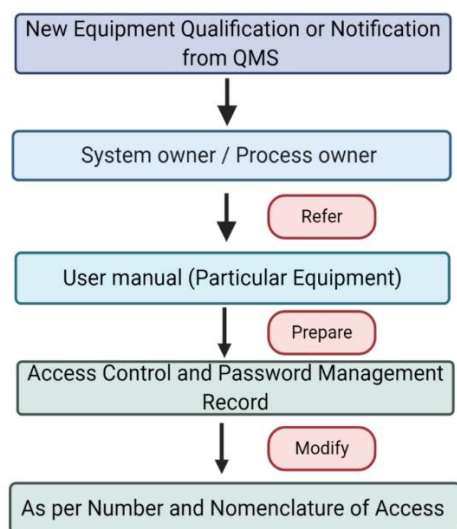 New Equipment Qualification or Notification
from QMS
System owner / Process owner
Refer
User manual (Particular Equipment)
Prepare
Access Control and Password Management
Record
Modify
As per Number and Nomenclature of Access